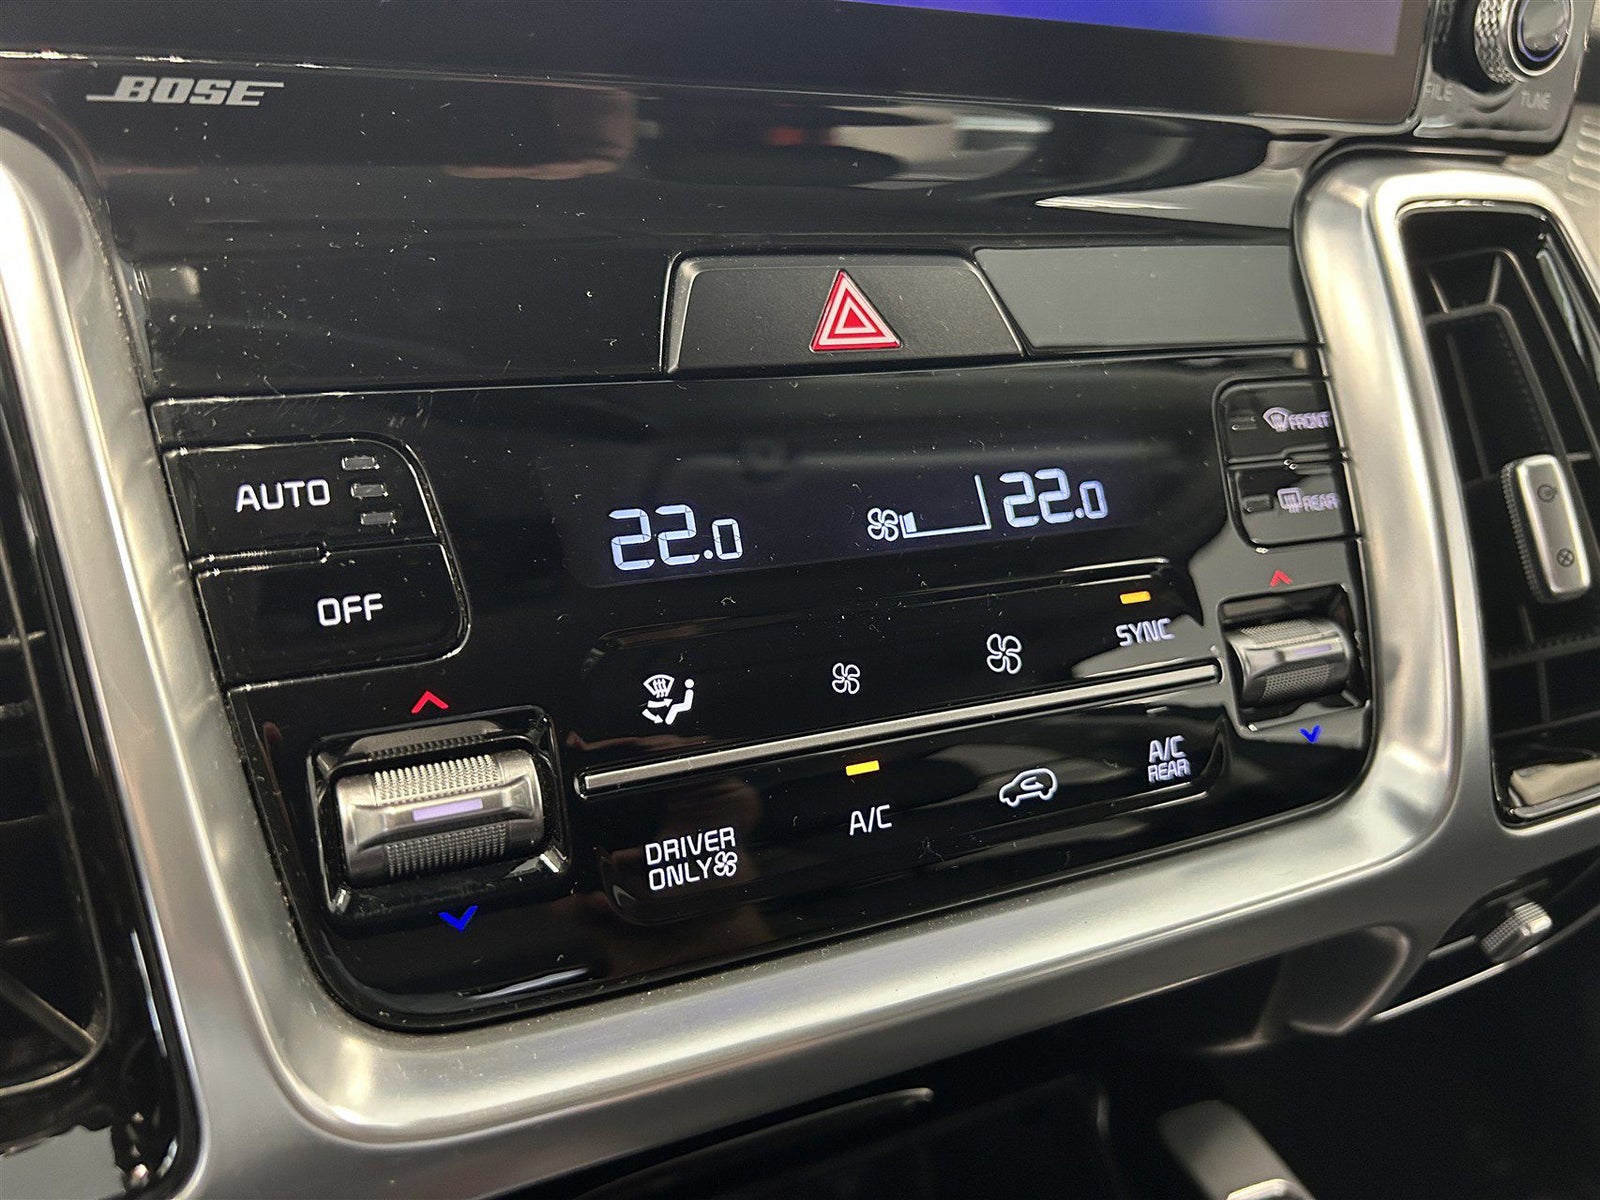 FILE
TUNE
BOSE
FRONT
AUTO
22.0
22.0
REAR
OFF
SYNC
A/C
REAR
A/C
DRIVER
ONLY